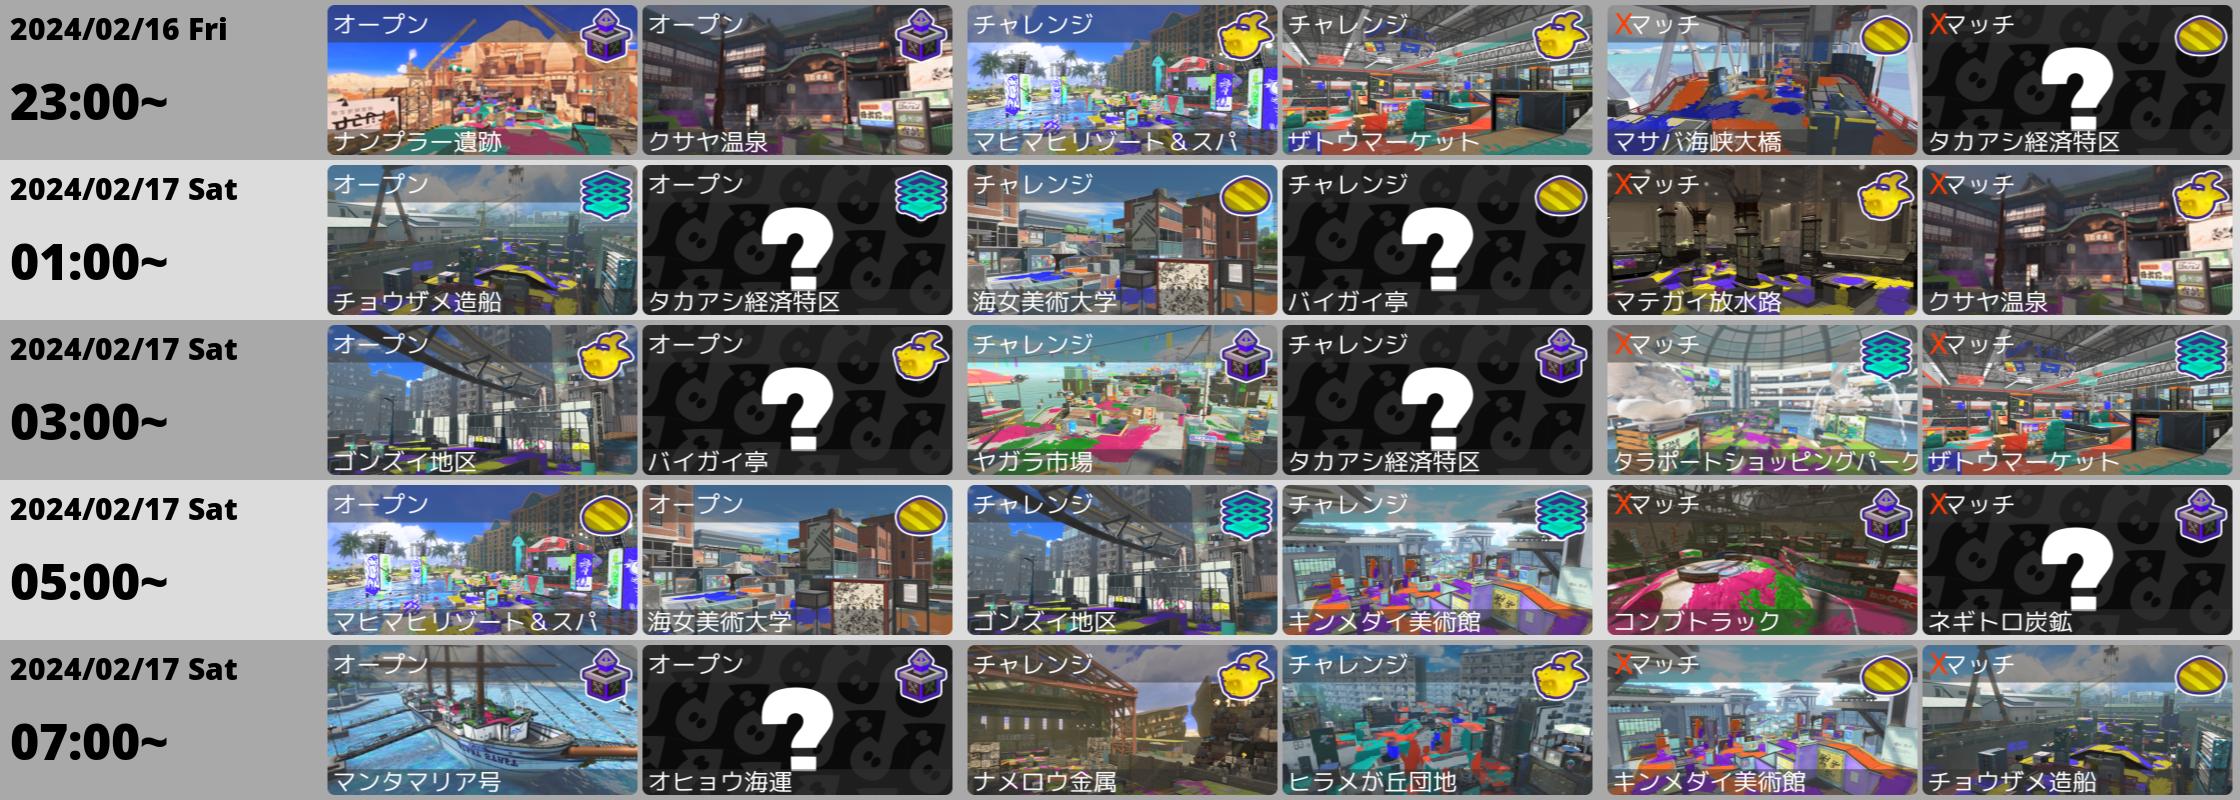 2024/02/16 Fri
23:00~
オープン
ナンプラー遺跡
オープン
クサヤ温泉
チャレンジ
マヒマヒリゾート＆スパ
チャレンジ
ザトウマーケット
Xマッチ
マサバ海峡大橋
Xマッチ
?
タカアシ経済特区
2024/02/17 Sat
01:00~
オープン
チョウザメ造船
オープン
?
タカアシ経済特区
チャレンジ
海女美術大学
チャレンジ
?
バイガイ亭
Xマッチ
マテガイ放水路
Xマッチ
クサヤ温泉
2024/02/17 Sat
03:00~
オープン
ゴンズイ地区
オープン
?
バイガイ亭
チャレンジ
ヤガラ市場
チャレンジ
?
タカアシ経済特区
Xマッチ
タラポートショッピングパーク
Xマッチ
ザトウマーケット
2024/02/17 Sat
05:00~
オープン
マヒマヒリゾート＆スパ
オープン
海女美術大学
チャレンジ
ゴンズイ地区
チャレンジ
キンメダイ美術館
Xマッチ
コンブトラック
Xマッチ
?
ネギトロ炭鉱
2024/02/17 Sat
07:00~
オープン
マンタマリア号
オープン
?
オヒョウ海運
チャレンジ
ナメロウ金属
チャレンジ
ヒラメが丘団地
Xマッチ
キンメダイ美術館
Xマッチ
チョウザメ造船